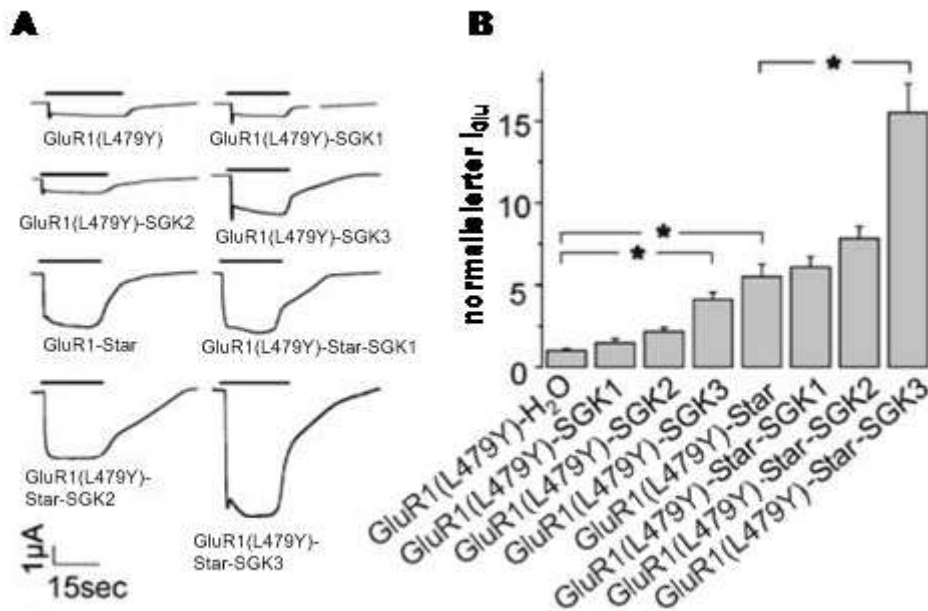 A
GluR1(L479Y)
GluR1(L479Y)-SGK1
GluR1(L479Y)-SGK2
GluR1(L479Y)-SGK3
GluR1-Star
GluR1(L479Y)-Star-SGK1
GluR1(L479Y)-
Star-SGK2
GluR1(L479Y)-
Star-SGK3
1µA
15sec
B
normalisierter IGlu
15
10
5
0
*
*
*
GluR1(L479Y)-H₂O
GluR1(L479Y)-SGK1
GluR1(L479Y)-SGK2
GluR1(L479Y)-SGK3
GluR1(L479Y)-Star
GluR1(L479Y)-Star-SGK1
GluR1(L479Y)-Star-SGK2
GluR1(L479Y)-Star-SGK3